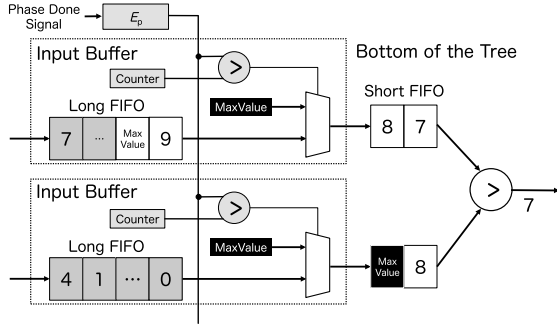 Phase Done
Signal
Ep
Input Buffer
Bottom of the Tree
>
Counter
Long FIFO
MaxValue
Short FIFO
7 ... Max Value 9
8 7
>
7
Input Buffer
>
Counter
Long FIFO
MaxValue
4 1 ... 0
Max Value 8